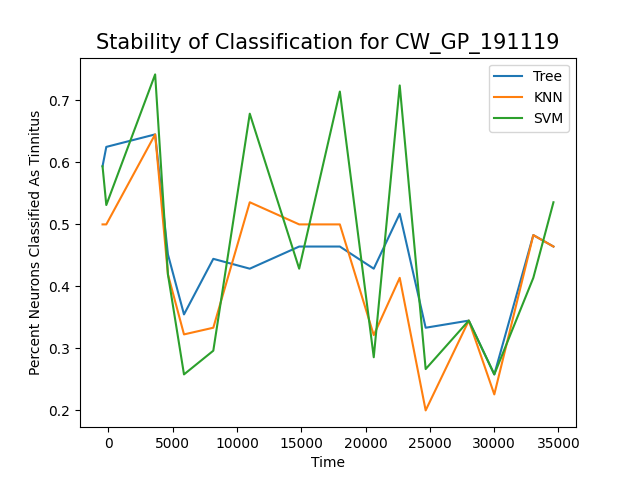 Stability of Classification for CW_GP_191119
Tree
KNN
SVM
Percent Neurons Classified As Tinnitus
0.7
0.6
0.5
0.4
0.3
0.2
0
5000
10000
15000
20000
25000
30000
35000
Time